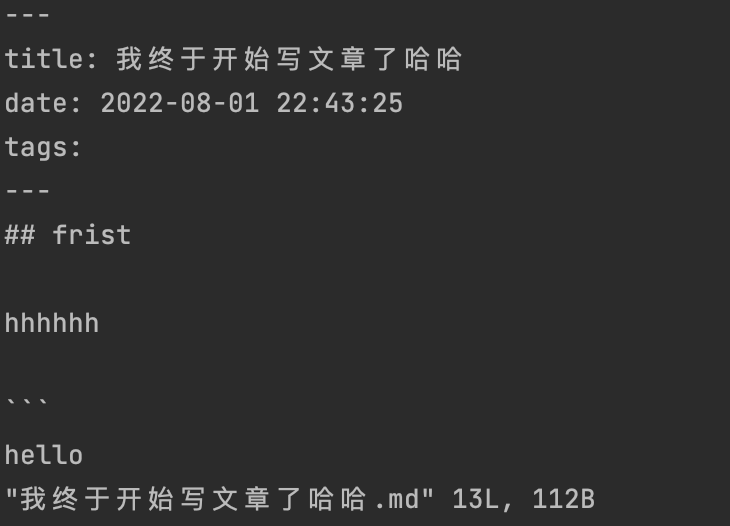 ---
title: 我终于开始写文章了哈哈
date: 2022-08-01 22:43:25
tags:
---
## frist
hhhhhh
```
hello
"我终于开始写文章了哈哈.md" 13L, 112B